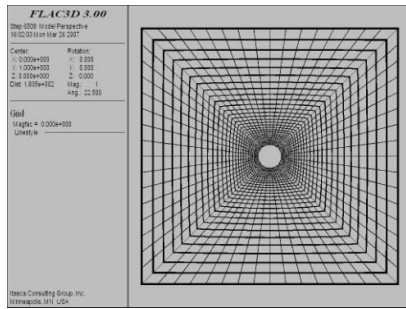 FLAC3D 3.00
Step 6509 Model Perspective
16:02:03 Mon Mar 26 2007
Center: Rotation:
X: 0.000e+000 X: 0.000
Y: 1.000e+000 Y: 0.000
Z: 0.000e+000 Z: 0.000
Dist: 1.835e+002 Mag.: 1
Ang.: 22.500
Grid
Magfac = 0.000e+000
Linestyle
Itasca Consulting Group, Inc.
Minneapolis, MN USA